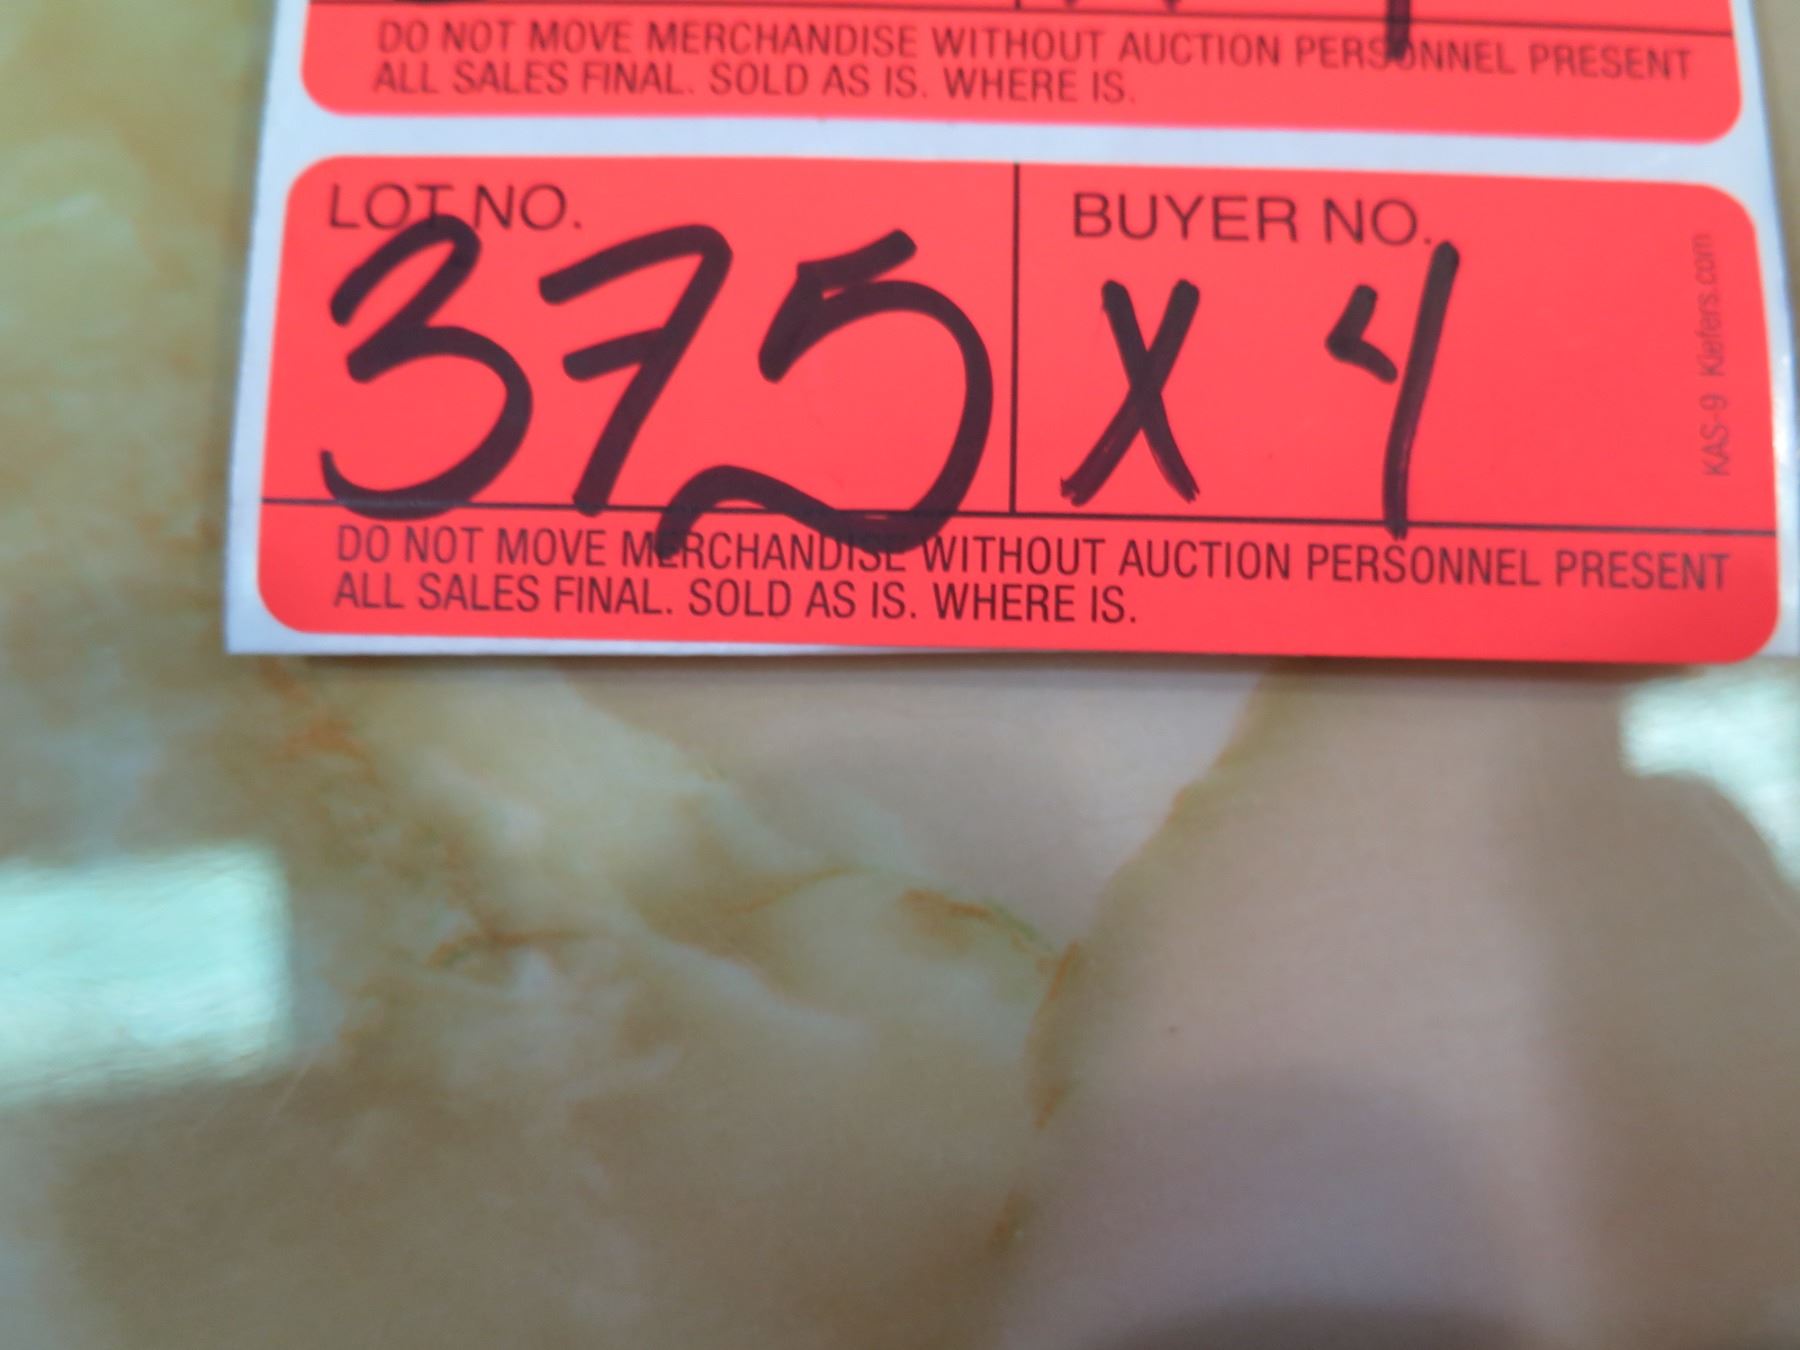 DO NOT MOVE MERCHANDISE WITHOUT AUCTION PERSONNEL PRESENT
ALL SALES FINAL. SOLD AS IS. WHERE IS.
LOT NO.
375
BUYER NO.
X 4
KAS-9 Kiefers.com
DO NOT MOVE MERCHANDISE WITHOUT AUCTION PERSONNEL PRESENT
ALL SALES FINAL. SOLD AS IS. WHERE IS.